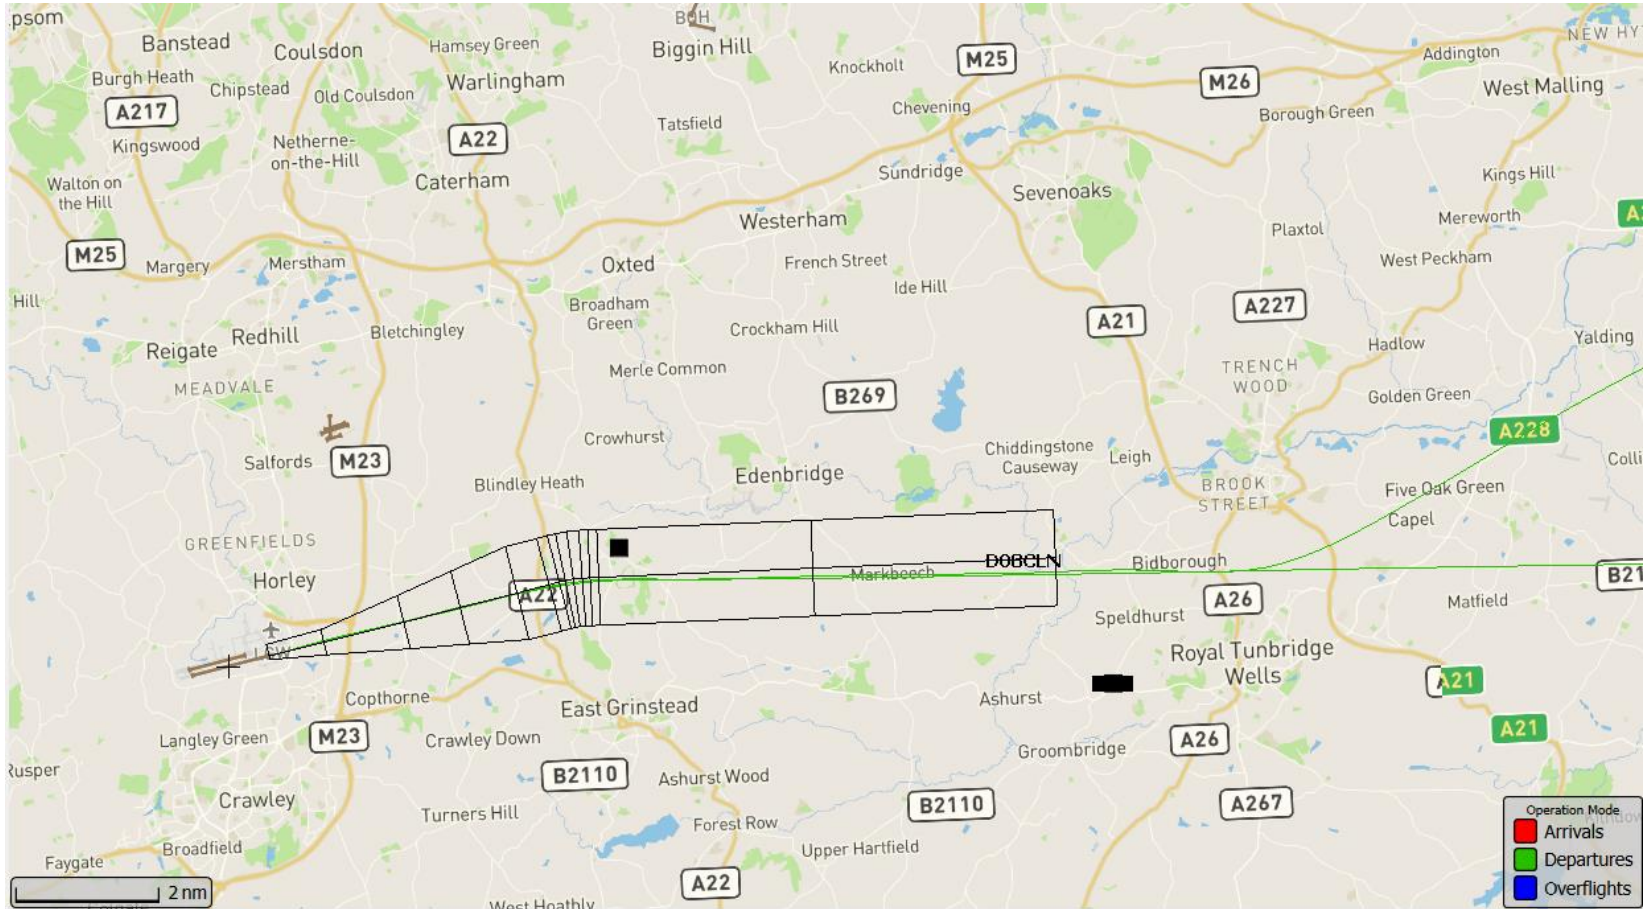 psom
Banstead
Coulsdon
Hamsey Green
BQH
Biggin Hill
Knockholt
M25
Addington
NEW HY
Burgh Heath
Chipstead
Old Coulsdon
Warlingham
M26
West Malling
A217
Chevening
Borough Green
Kingswood
Netherne-
on-the-Hill
A22
Tatsfield
Walton on
the Hill
Caterham
Sundridge
Sevenoaks
Kings Hill
Westerham
Plaxtol
Mereworth
M25
Margery
Merstham
Oxted
French Street
West Peckham
Hill
Broadham
Green
Ide Hill
A227
Redhill
Reigate
Bletchingley
Crockham Hill
A21
Hadlow
Yalding
MEADVALE
Merle Common
B269
TRENCH
WOOD
Golden Green
Crowhurst
A228
Salfords
M23
Edenbridge
Chiddingstone
Causeway
Leigh
Colli
Blindley Heath
BROOK
STREET
Five Oak Green
Capel
GREENFIELDS
Horley
A22
Markbeech
D0BCLN
Bidborough
B21
A26
Matfield
Speldhurst
LGW
Royal Tunbridge
Wells
A21
Copthorne
East Grinstead
Ashurst
Langley Green
M23
Crawley Down
Groombridge
A26
A21
Rusper
B2110
Ashurst Wood
Crawley
Turners Hill
B2110
A267
Forest Row
Broadfield
Upper Hartfield
Faygate
A22
West Hoathly
2 nm
Operation Mode
Arrivals
Departures
Overflights